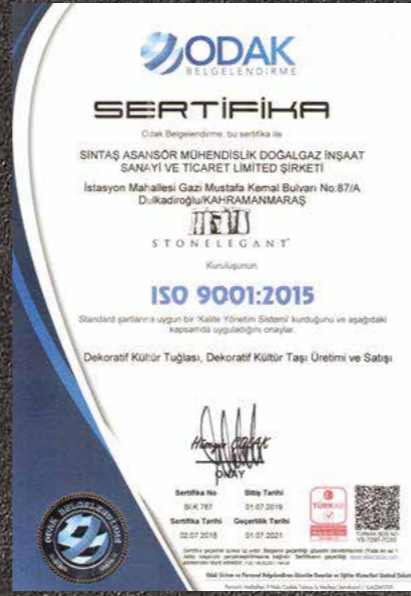 ODAK
BELGELENDİRME
SERTİFİKA
Odak Belgelendirme, bu sertifika ile
SİNTAŞ ASANSÖR MÜHENDİSLİK DOĞALGAZ İNŞAAT
SANAYİ VE TİCARET LİMİTED ŞİRKETİ
İstasyon Mahallesi Gazi Mustafa Kemal Bulvarı No:87/A
Dulkadiroğlu/KAHRAMANMARAŞ
STONELEGANT
Kuruluşunun,
ISO 9001:2015
Standard şartlarına uygun bir 'Kalite Yönetim Sistemi' kurduğunu ve aşağıdaki
kapsamda uyguladığını onaylar.
Dekoratif Kültür Tuğlası, Dekoratif Kültür Taşı Üretimi ve Satışı
ONAY
Sertifika No
Bitiş Tarihi
SI.K.787
01.07.2019
Sertifika Tarihi
Geçerlilik Tarihi
02.07.2018
01.07.2021
TÜRKAB
ODAK BELGELENDİRME